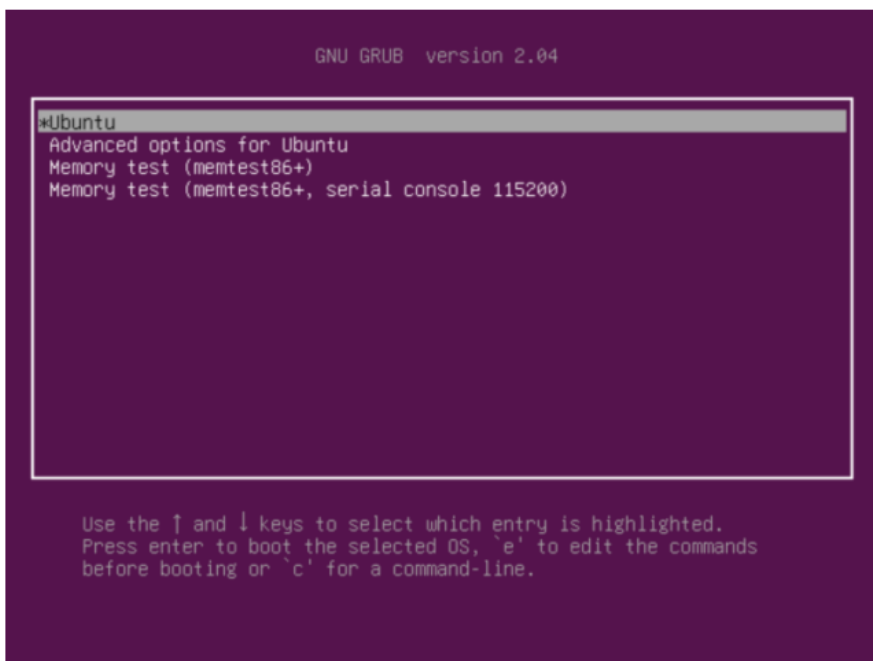 GNU GRUB  version 2.04
*Ubuntu
Advanced options for Ubuntu
Memory test (memtest86+)
Memory test (memtest86+, serial console 115200)
Use the ↑ and ↓ keys to select which entry is highlighted.
Press enter to boot the selected OS, `e' to edit the commands
before booting or `c' for a command-line.